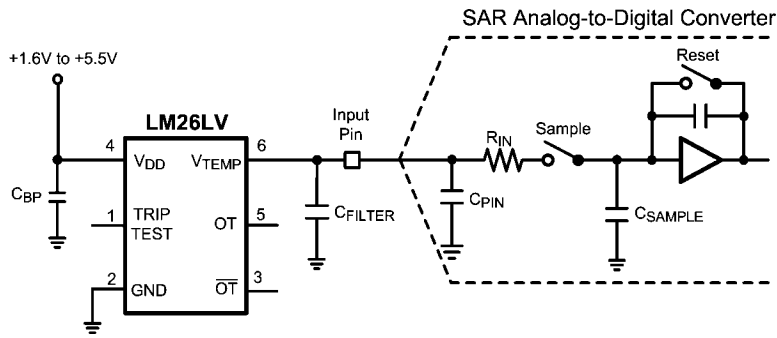 SAR Analog-to-Digital Converter
+1.6V to +5.5V
Reset
LM26LV
Input
Pin
RIN
Sample
4
VDD
VTEMP
6
CBP
CFILTER
CPIN
CSAMPLE
1
TRIP
TEST
OT
5
2
GND
O̅T̅
3